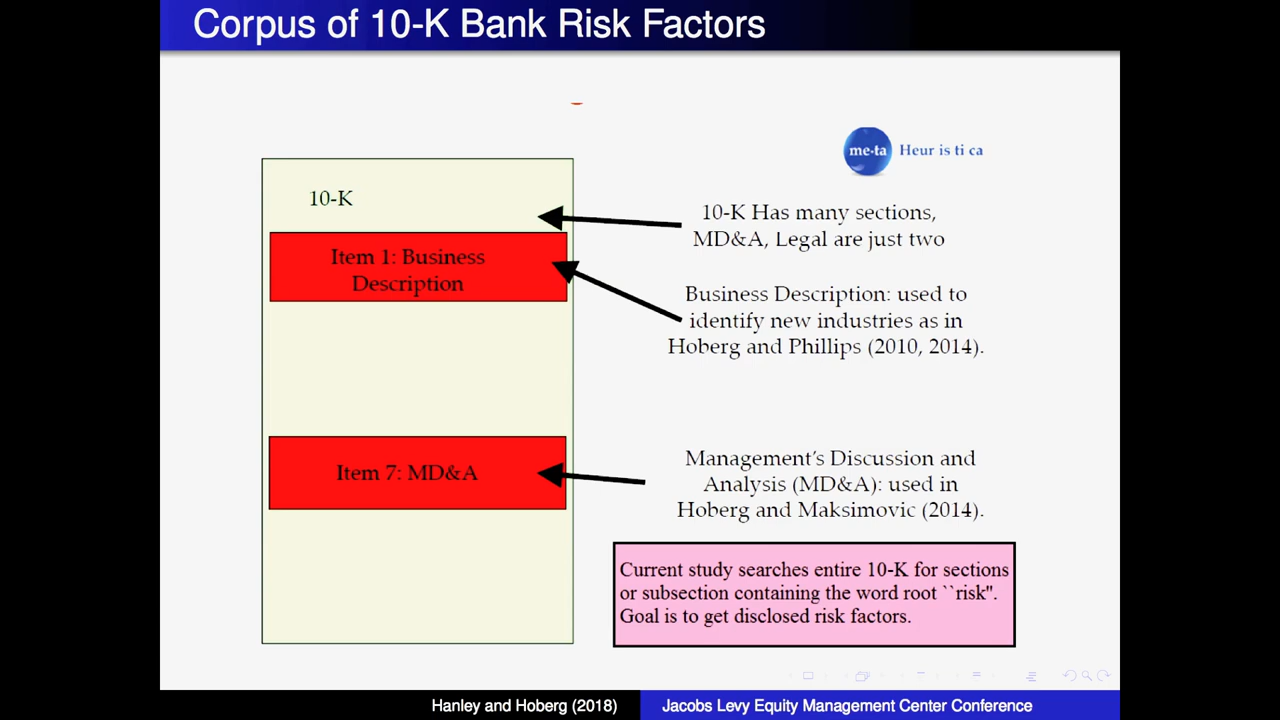 Corpus of 10-K Bank Risk Factors
me·ta Heur is ti ca
10-K
10-K Has many sections,
MD&A, Legal are just two
Item 1: Business
Description
Business Description: used to
identify new industries as in
Hoberg and Phillips (2010, 2014).
Item 7: MD&A
Management's Discussion and
Analysis (MD&A): used in
Hoberg and Maksimovic (2014).
Current study searches entire 10-K for sections
or subsection containing the word root ``risk".
Goal is to get disclosed risk factors.
Hanley and Hoberg (2018)
Jacobs Levy Equity Management Center Conference